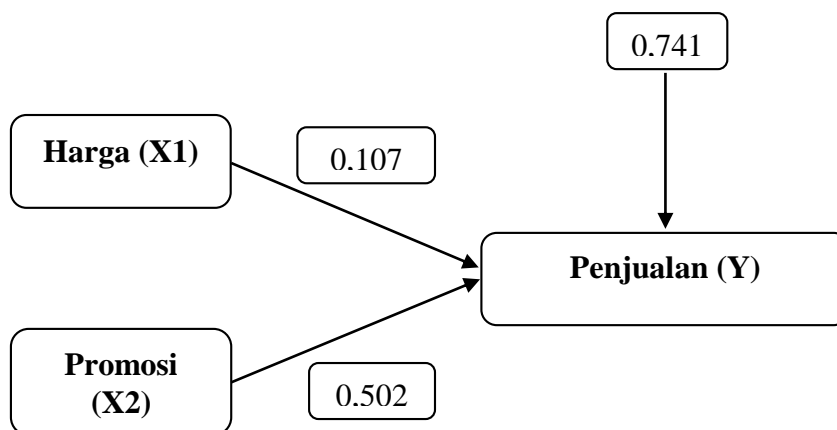 0,741
Harga (X1)
0,107
Penjualan (Y)
Promosi
(X2)
0,502